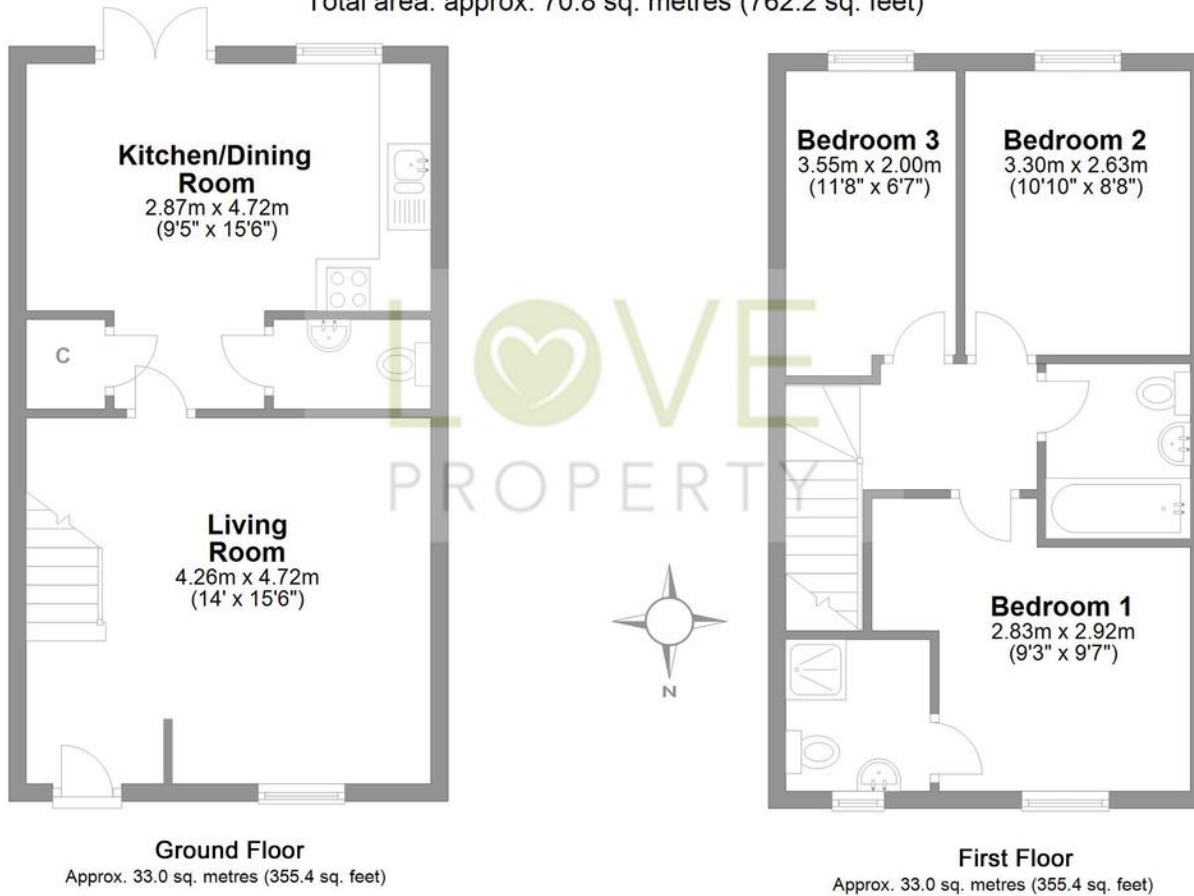 Total area: approx. 70.8 sq. metres (762.2 sq. feet)
Kitchen/Dining
Room
2.87m x 4.72m
(9'5" x 15'6")
C
Living
Room
4.26m x 4.72m
(14' x 15'6")
Ground Floor
Approx. 33.0 sq. metres (355.4 sq. feet)
LOVE
PROPERTY
N
Bedroom 3
3.55m x 2.00m
(11'8" x 6'7")
Bedroom 2
3.30m x 2.63m
(10'10" x 8'8")
Bedroom 1
2.83m x 2.92m
(9'3" x 9'7")
First Floor
Approx. 33.0 sq. metres (355.4 sq. feet)